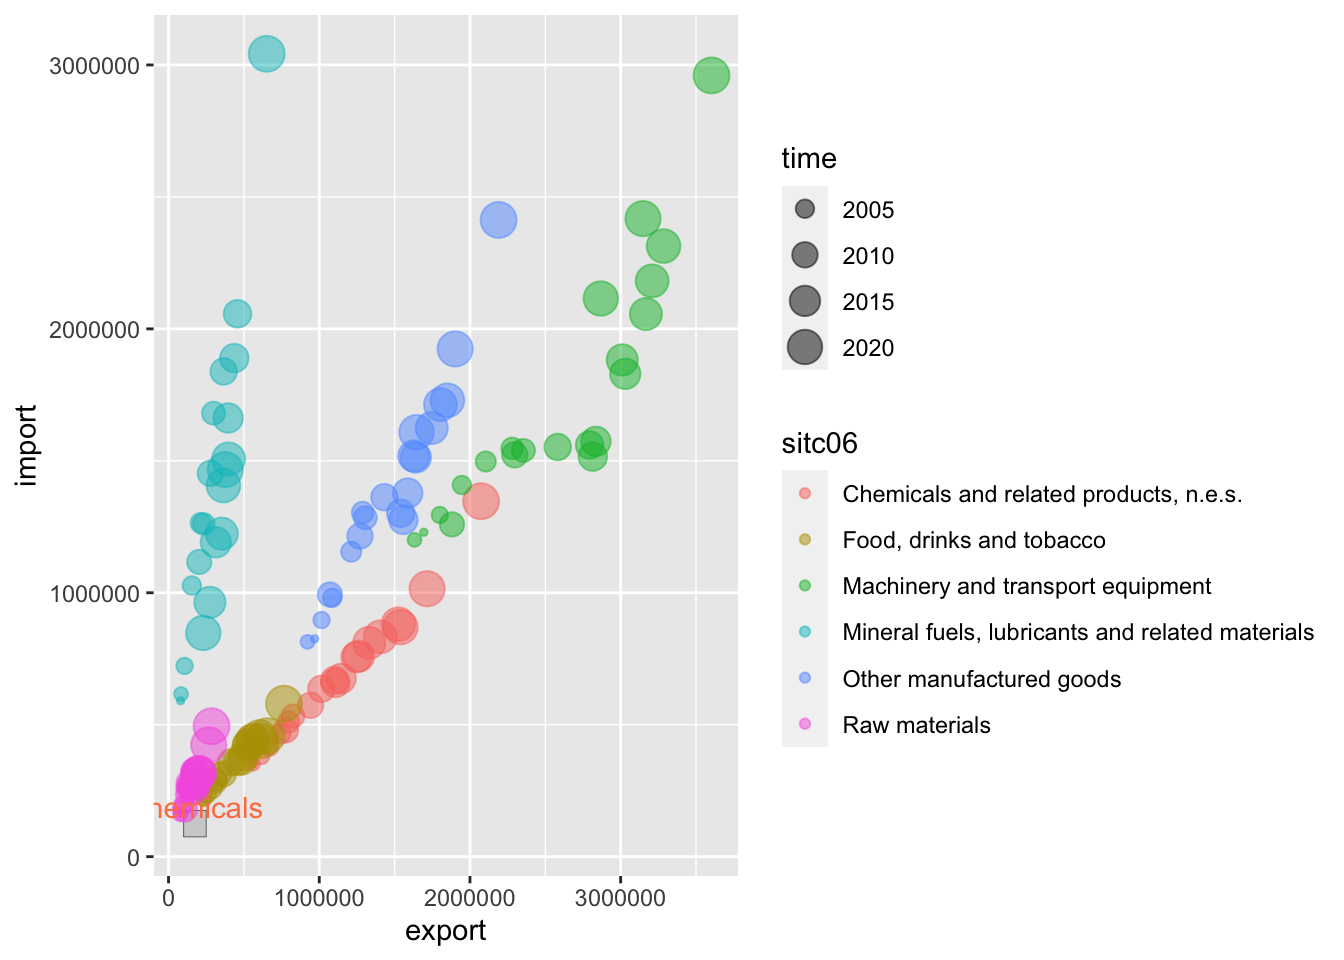 3000000
2000000
1000000
0
import
hemicals
0 1000000 2000000 3000000
export
time
2005
2010
2015
2020
sitc06
Chemicals and related products, n.e.s.
Food, drinks and tobacco
Machinery and transport equipment
Mineral fuels, lubricants and related materials
Other manufactured goods
Raw materials